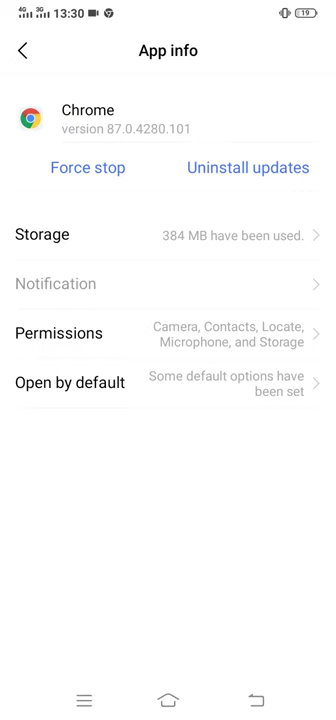 4G 3G 13:30 19
App info
Chrome
version 87.0.4280.101
Force stop Uninstall updates
Storage 384 MB have been used.
Notification
Permissions Camera, Contacts, Locate,
Microphone, and Storage
Open by default Some default options have
been set